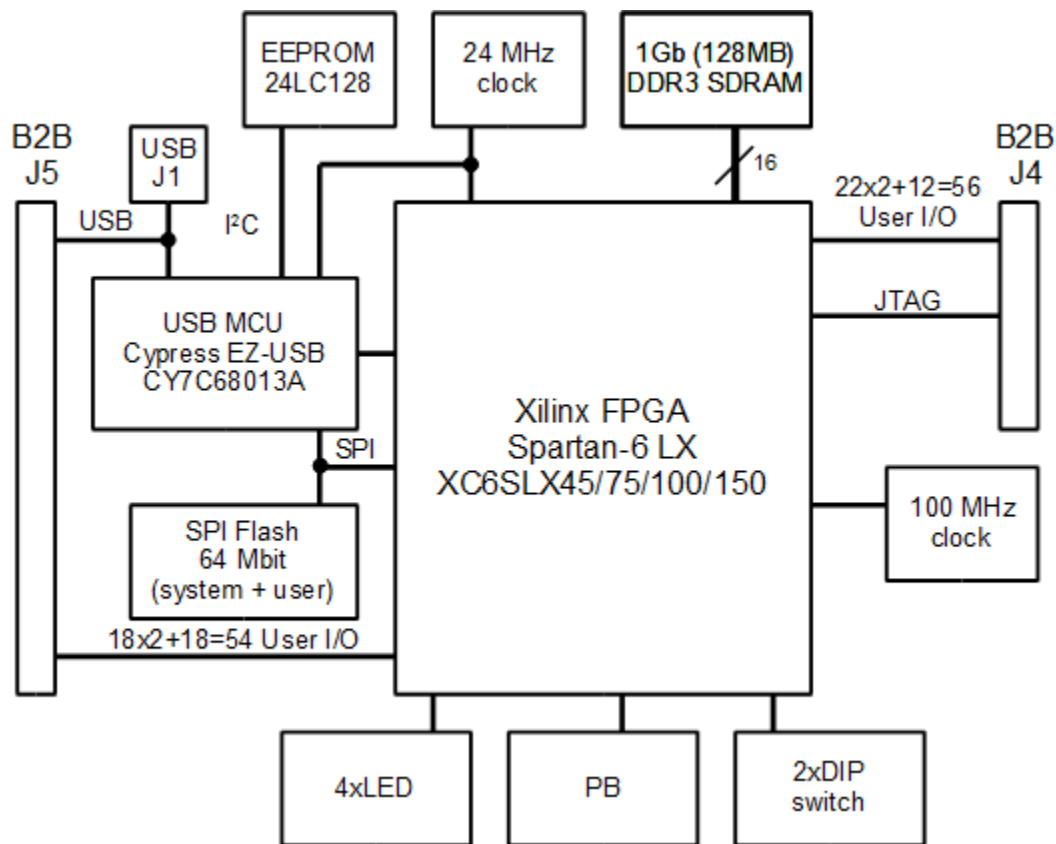 EEPROM
24LC128
24 MHz
clock
1Gb (128MB)
DDR3 SDRAM
B2B
J5
USB
J1
B2B
J4
16
22x2+12=56
User I/O
USB
I²C
JTAG
USB MCU
Cypress EZ-USB
CY7C68013A
Xilinx FPGA
Spartan-6 LX
XC6SLX45/75/100/150
SPI
100 MHz
clock
SPI Flash
64 Mbit
(system + user)
18x2+18=54 User I/O
4xLED
PB
2xDIP
switch